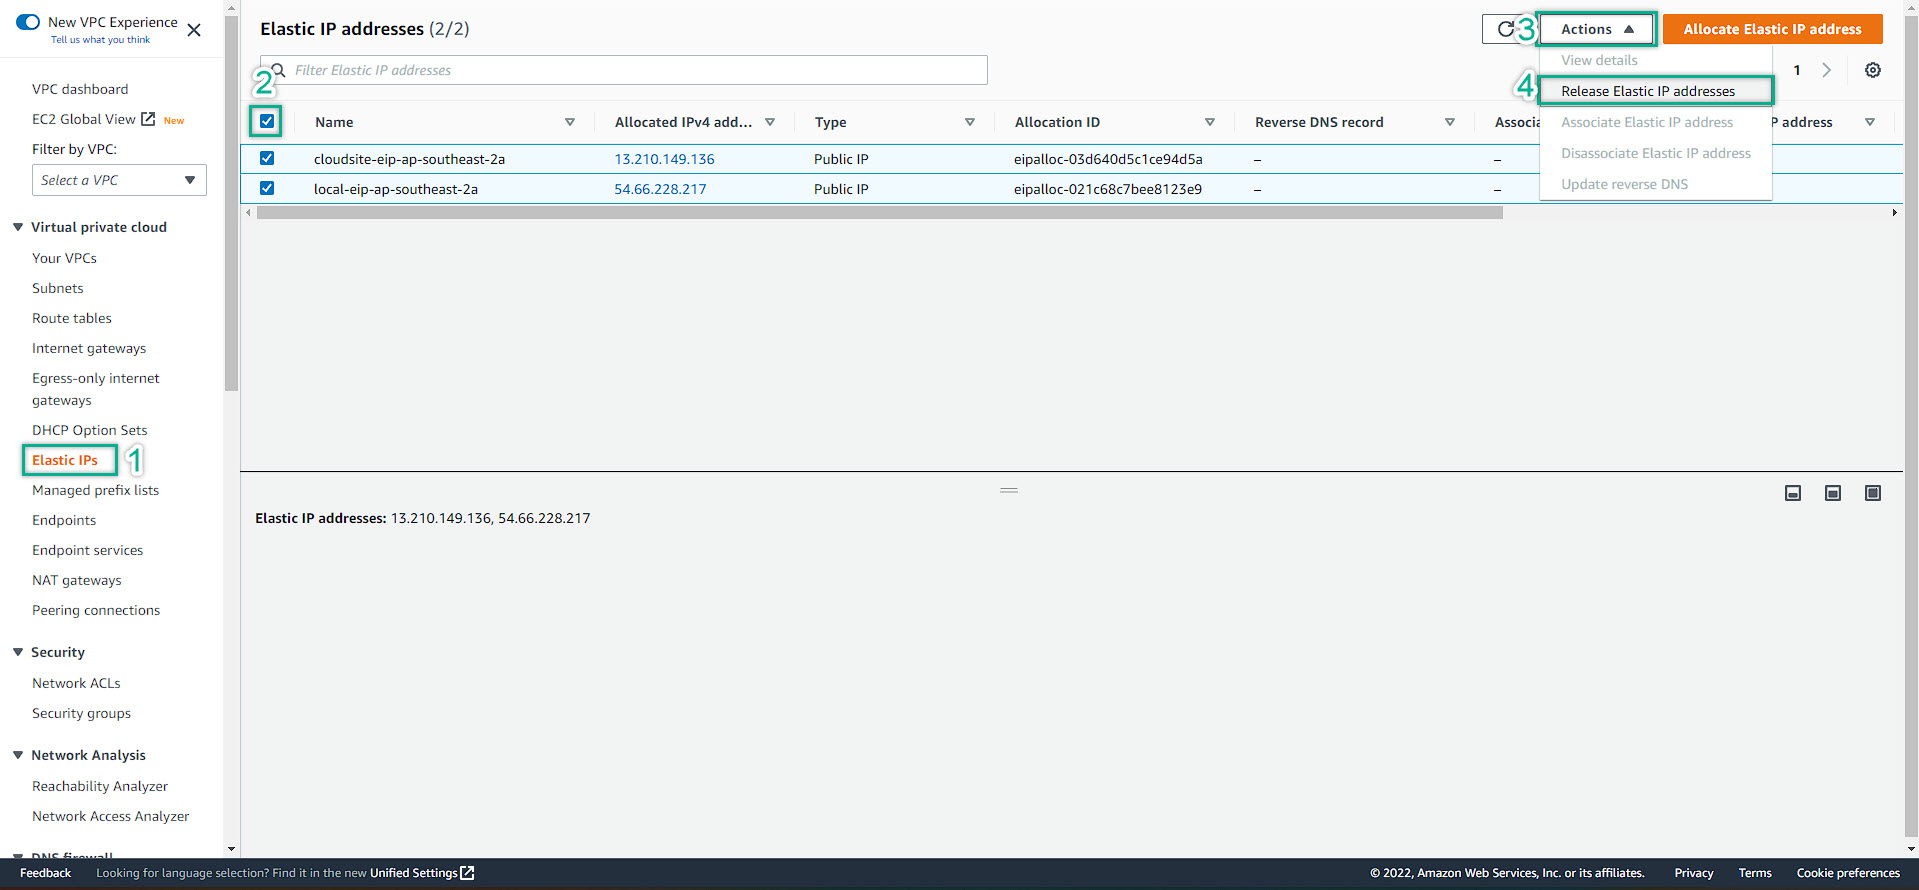 New VPC Experience
Tell us what you think
VPC dashboard
EC2 Global View New
Filter by VPC:
Select a VPC
Virtual private cloud
Your VPCs
Subnets
Route tables
Internet gateways
Egress-only internet
gateways
DHCP Option Sets
Elastic IPs 1
Managed prefix lists
Endpoints
Endpoint services
NAT gateways
Peering connections
Security
Network ACLs
Security groups
Network Analysis
Reachability Analyzer
Network Access Analyzer
DNS firewall
Elastic IP addresses (2/2)
3 Actions Allocate Elastic IP address
2 Filter Elastic IP addresses
1
View details
4 Release Elastic IP addresses
Associate Elastic IP address
Disassociate Elastic IP address
Update reverse DNS
Name Allocated IPv4 add... Type Allocation ID Reverse DNS record Associa P address
cloudsite-eip-ap-southeast-2a 13.210.149.136 Public IP eipalloc-03d640d5c1ce94d5a – –
local-eip-ap-southeast-2a 54.66.228.217 Public IP eipalloc-021c68c7bee8123e9 – –
Elastic IP addresses: 13.210.149.136, 54.66.228.217
Feedback Looking for language selection? Find it in the new Unified Settings © 2022, Amazon Web Services, Inc. or its affiliates. Privacy Terms Cookie preferences